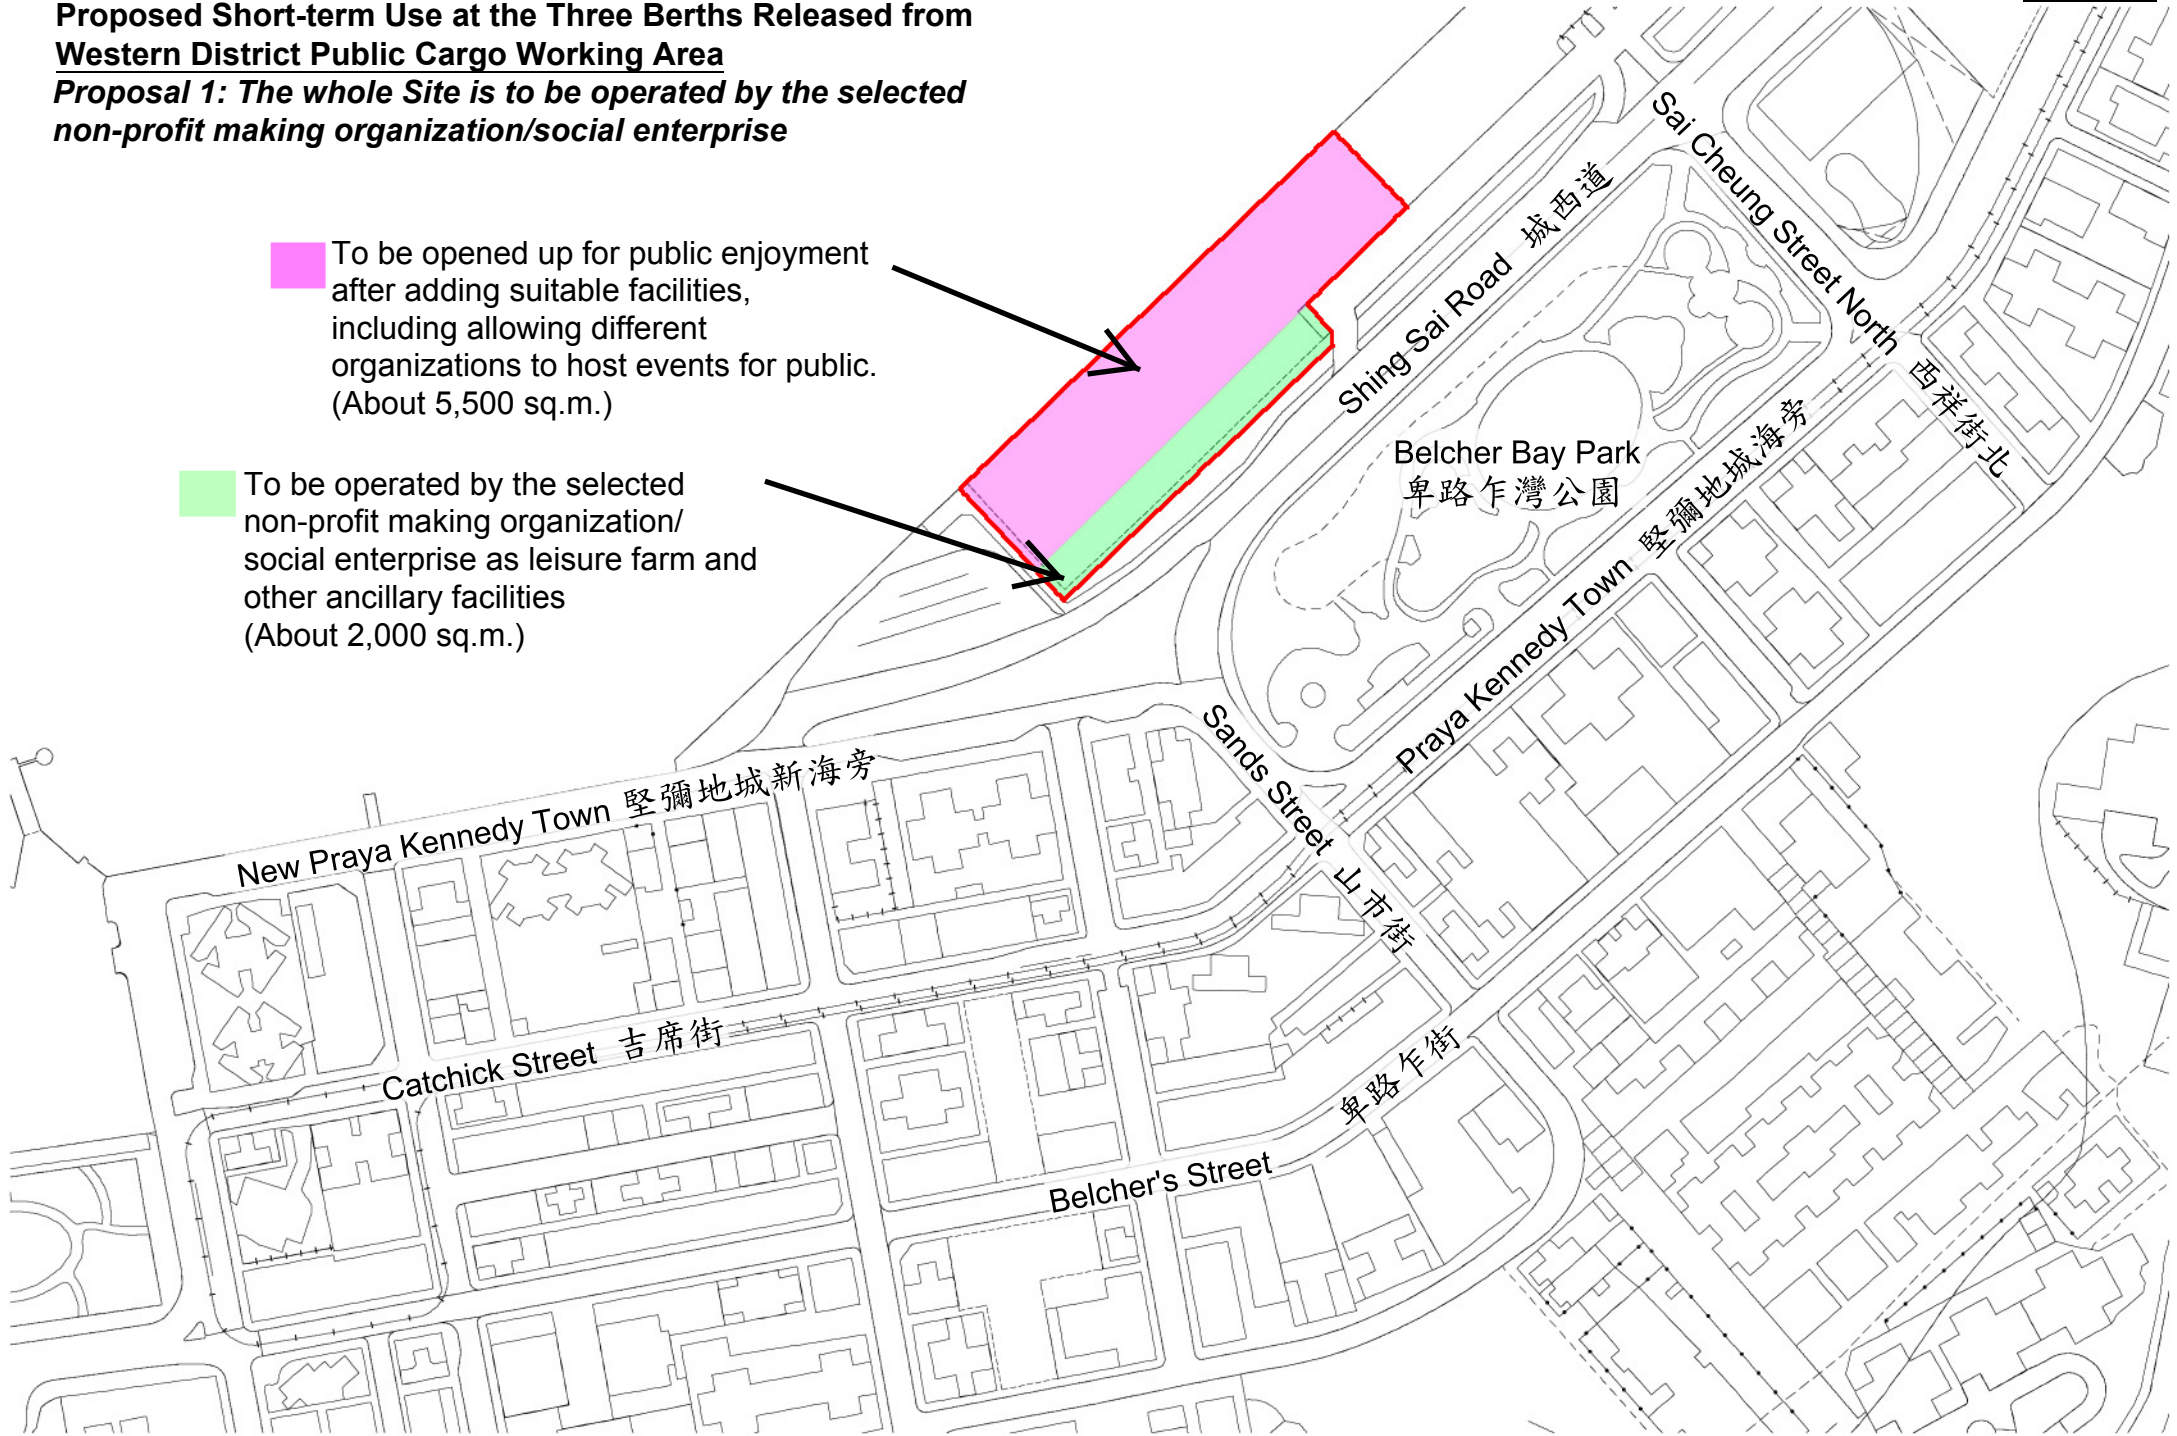 Proposed Short-term Use at the Three Berths Released from
Western District Public Cargo Working Area
Proposal 1: The whole Site is to be operated by the selected
non-profit making organization/social enterprise
To be opened up for public enjoyment
after adding suitable facilities,
including allowing different
organizations to host events for public.
(About 5,500 sq.m.)
To be operated by the selected
non-profit making organization/
social enterprise as leisure farm and
other ancillary facilities
(About 2,000 sq.m.)
Sai Cheung Street North 西祥街北
Shing Sai Road 城西道
Belcher Bay Park
卑路乍灣公園
Praya Kennedy Town 堅彌地城海旁
Sands Street 山市街
New Praya Kennedy Town 堅彌地城新海旁
Catchick Street 吉席街
Belcher's Street 卑路乍街